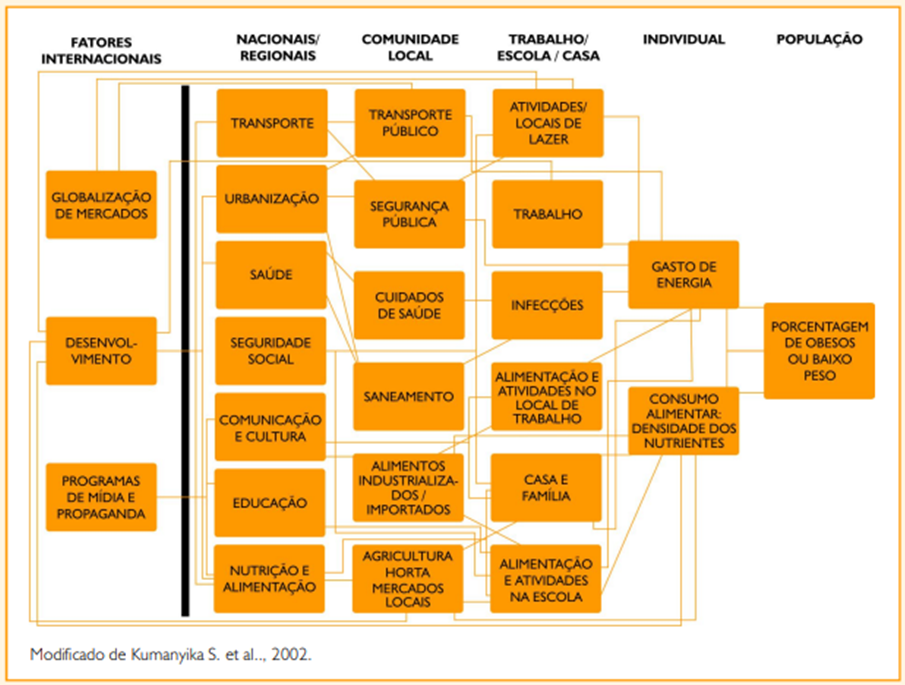 FATORES
INTERNACIONAIS
NACIONAIS/
REGIONAIS
COMUNIDADE
LOCAL
TRABALHO/
ESCOLA / CASA
INDIVIDUAL
POPULAÇÃO
GLOBALIZAÇÃO
DE MERCADOS
DESENVOL-
VIMENTO
PROGRAMAS
DE MÍDIA E
PROPAGANDA
TRANSPORTE
URBANIZAÇÃO
SAÚDE
SEGURIDADE
SOCIAL
COMUNICAÇÃO
E CULTURA
EDUCAÇÃO
NUTRIÇÃO E
ALIMENTAÇÃO
TRANSPORTE
PÚBLICO
SEGURANÇA
PÚBLICA
CUIDADOS
DE SAÚDE
SANEAMENTO
ALIMENTOS
INDUSTRIALIZA-
DOS /
IMPORTADOS
AGRICULTURA
HORTA
MERCADOS
LOCAIS
ATIVIDADES/
LOCAIS DE
LAZER
TRABALHO
INFECÇÕES
ALIMENTAÇÃO E
ATIVIDADES NO
LOCAL DE
TRABALHO
CASA E
FAMÍLIA
ALIMENTAÇÃO
E ATIVIDADES
NA ESCOLA
GASTO DE
ENERGIA
CONSUMO
ALIMENTAR:
DENSIDADE DOS
NUTRIENTES
PORCENTAGEM
DE OBESOS
OU BAIXO
PESO
Modificado de Kumanyika S. et al.., 2002.